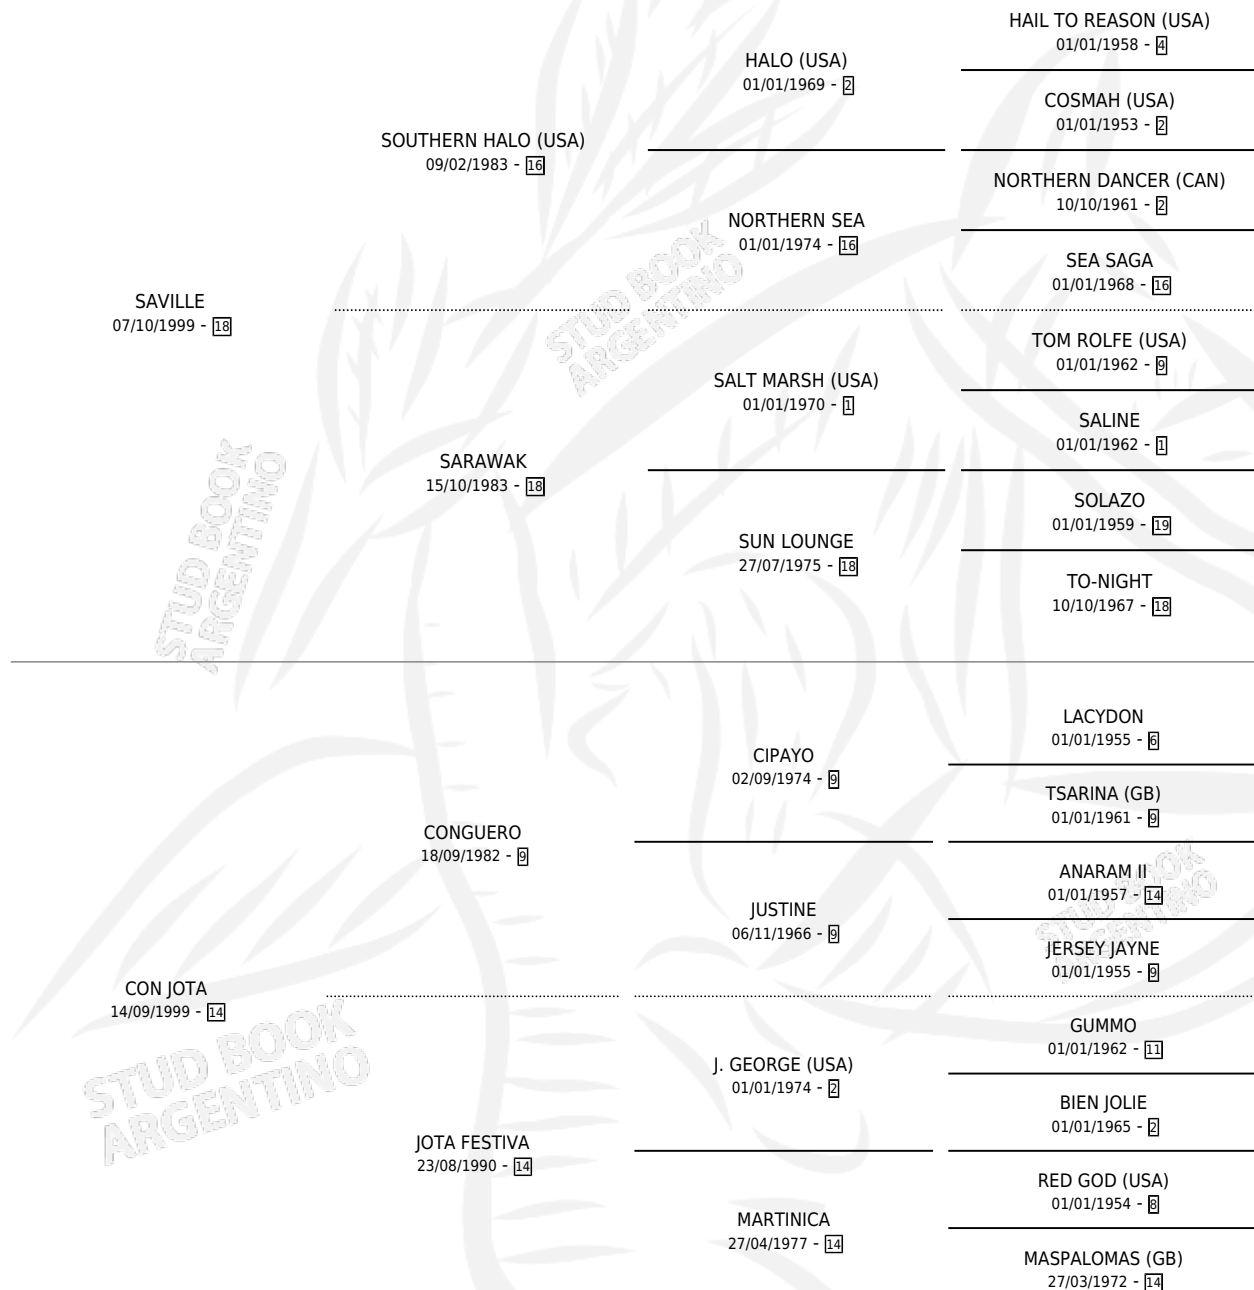 HAIL TO REASON (USA)
01/01/1958 - 4
HALO (USA)
01/01/1969 - 2
COSMAH (USA)
01/01/1953 - 2
SOUTHERN HALO (USA)
09/02/1983 - 16
NORTHERN DANCER (CAN)
10/10/1961 - 2
NORTHERN SEA
01/01/1974 - 16
SEA SAGA
01/01/1968 - 16
SAVILLE
07/10/1999 - 18
STUD BOOK
ARGENTINO
TOM ROLFE (USA)
01/01/1962 - 9
SALT MARSH (USA)
01/01/1970 - 1
SALINE
01/01/1962 - 1
SARAWAK
15/10/1983 - 18
SOLAZO
01/01/1959 - 19
SUN LOUNGE
27/07/1975 - 18
TO-NIGHT
10/10/1967 - 18
STUD BOOK
ARGENTINO
LACYDON
01/01/1955 - 6
CIPAYO
02/09/1974 - 9
TSARINA (GB)
01/01/1961 - 9
CONGUERO
18/09/1982 - 9
ANARAM II
01/01/1957 - 14
JUSTINE
06/11/1966 - 9
STUD BOOK
ARGENTINO
JERSEY JAYNE
01/01/1955 - 9
CON JOTA
14/09/1999 - 14
GUMMO
01/01/1962 - 11
STUD BOOK
ARGENTINO
J. GEORGE (USA)
01/01/1974 - 2
BIEN JOLIE
01/01/1965 - 2
JOTA FESTIVA
23/08/1990 - 14
RED GOD (USA)
01/01/1954 - 8
MARTINICA
27/04/1977 - 14
MASPALOMAS (GB)
27/03/1972 - 14